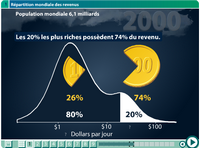 Répartition mondiale des revenus
Population mondiale 6,1 milliards
2000
Les 20% les plus riches possèdent 74% du revenu.
26% 74%
80% 20%
$1 $10 $100
Dollars par jour